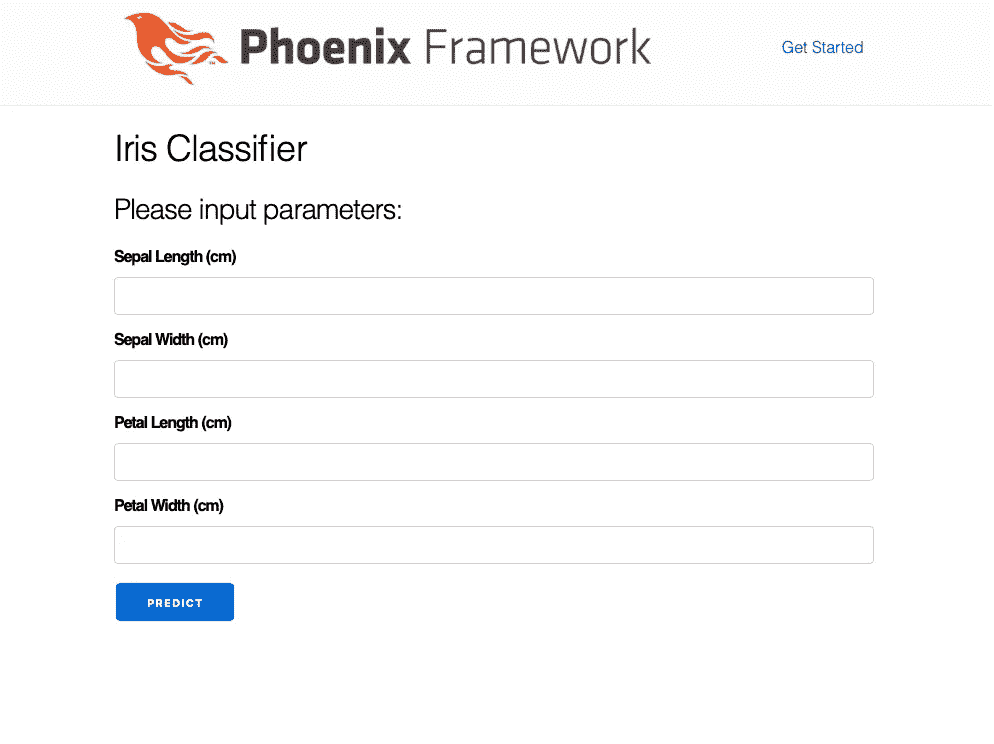 Phoenix Framework
Get Started
Iris Classifier
Please input parameters:
Sepal Length (cm)
Sepal Width (cm)
Petal Length (cm)
Petal Width (cm)
PREDICT